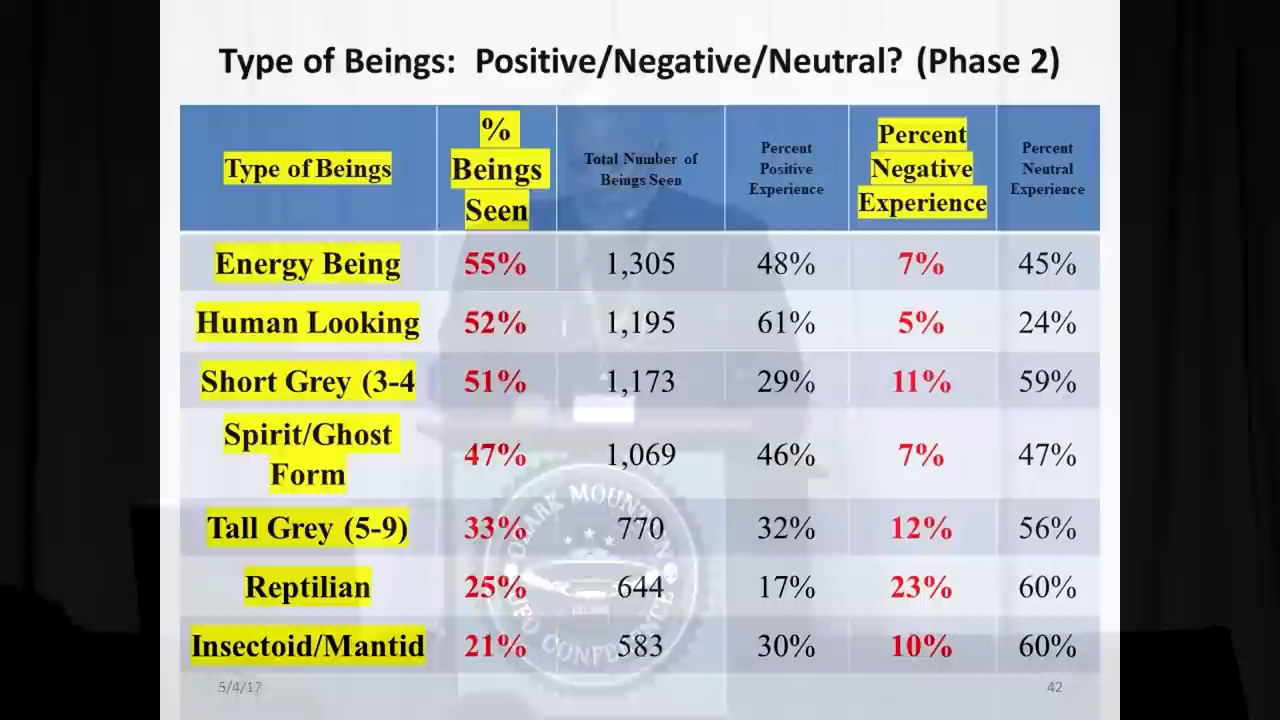 Type of Beings: Positive/Negative/Neutral? (Phase 2)
Type of Beings
%
Beings
Seen
Total Number of
Beings Seen
Percent
Positive
Experience
Percent
Negative
Experience
Percent
Neutral
Experience
Energy Being 55% 1,305 48% 7% 45%
Human Looking 52% 1,195 61% 5% 24%
Short Grey (3-4 51% 1,173 29% 11% 59%
Spirit/Ghost
Form 47% 1,069 46% 7% 47%
Tall Grey (5-9) 33% 770 32% 12% 56%
Reptilian 25% 644 17% 23% 60%
Insectoid/Mantid 21% 583 30% 10% 60%
OZARK MOUNTAIN
UFO CONFERENCE
5/4/17 42